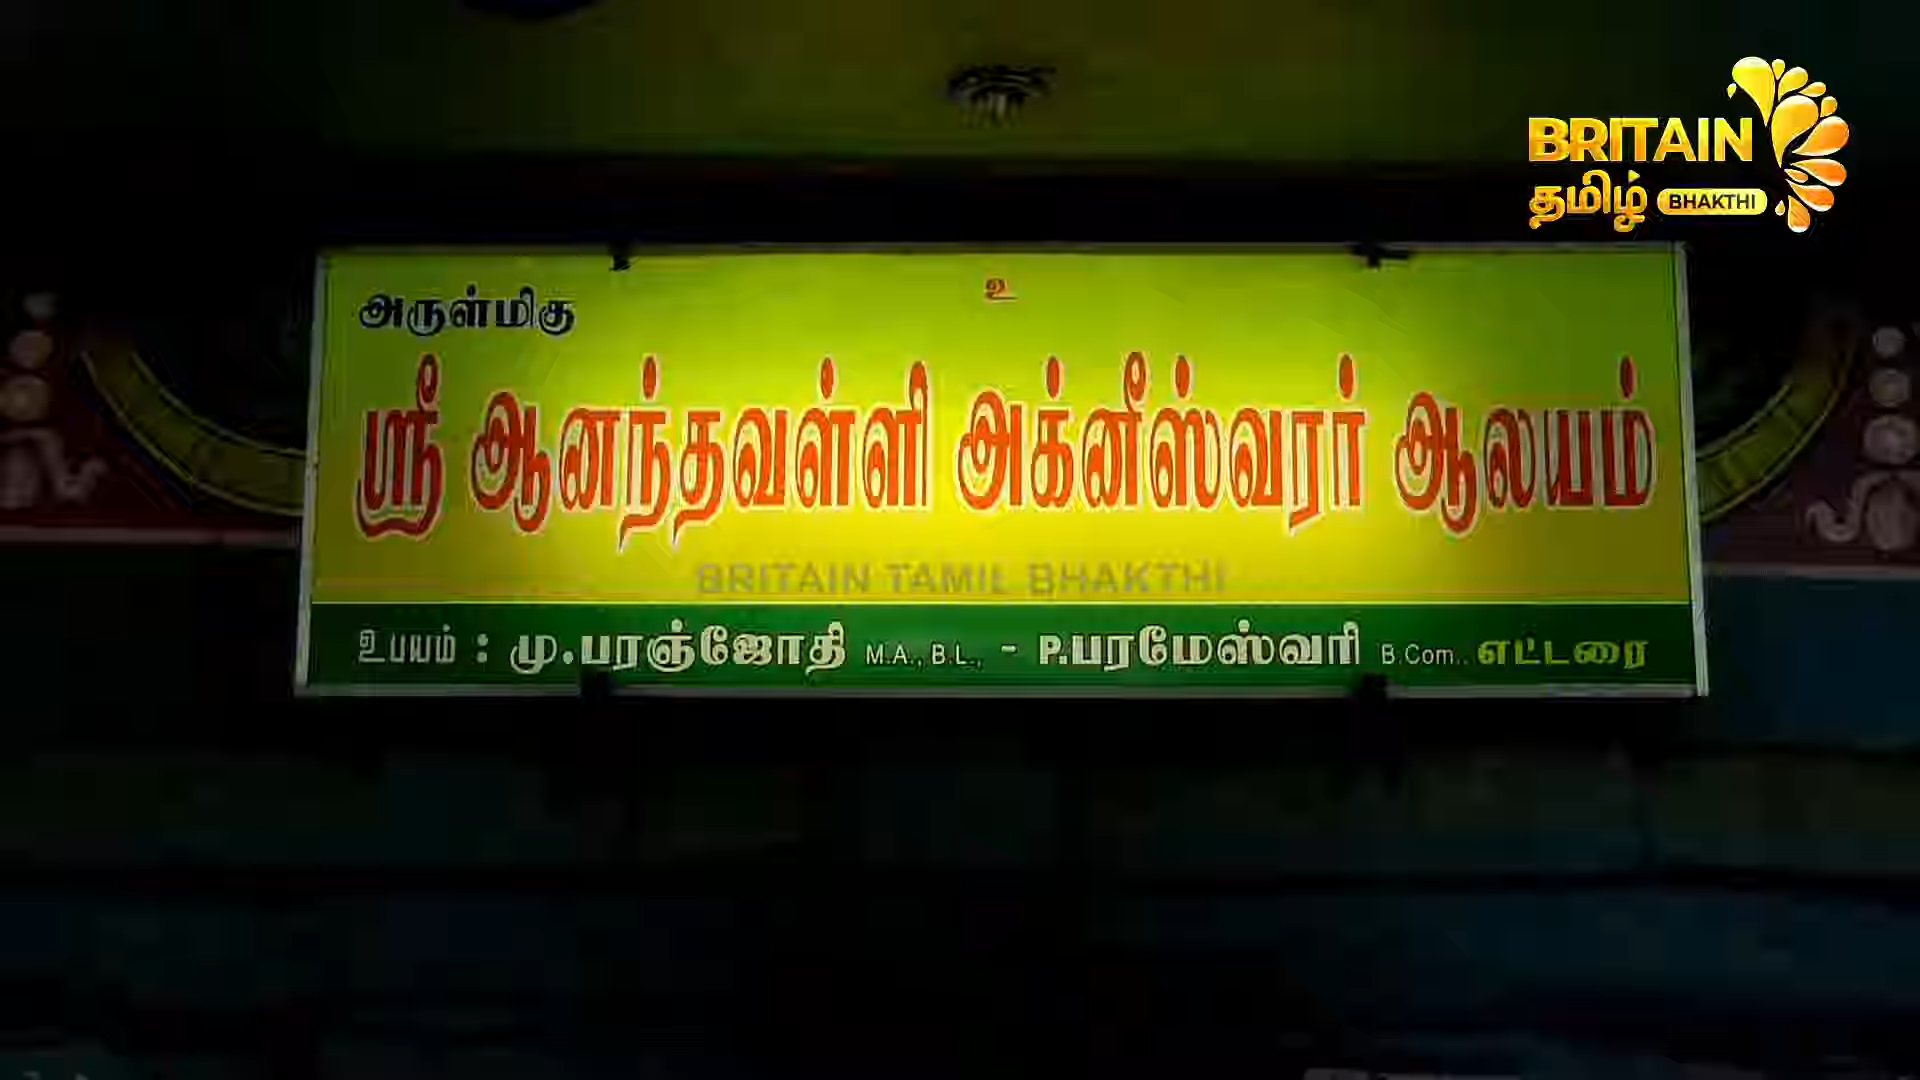 BRITAIN
தமிழ் BHAKTHI
உ
அருள்மிகு
ஸ்ரீ ஆனந்தவள்ளி அக்னீஸ்வரர் ஆலயம்
BRITAIN TAMIL BHAKTHI
உபயம் : மு.பரஞ்ஜோதி M.A., B.L., - P.பரமேஸ்வரி B.Com., எட்டரை